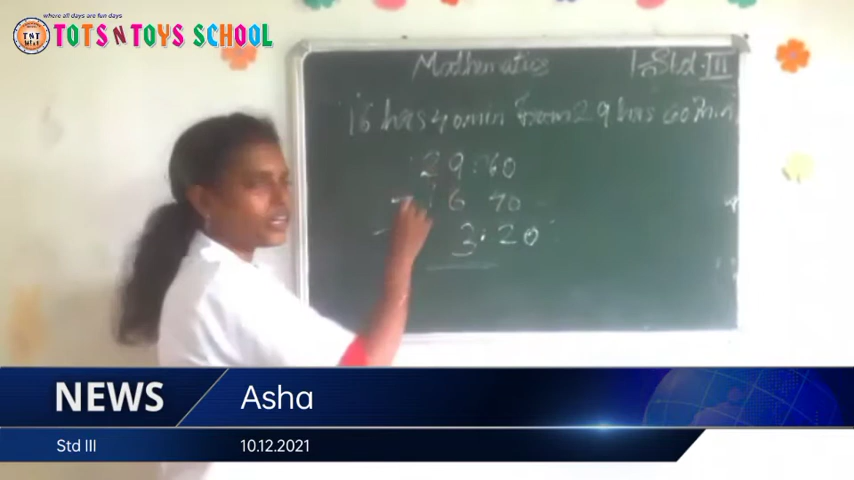 where all days are fun days
TOTS N TOYS SCHOOL
TNT
Mathematics
Std III
16 hrs 40 min from 29 hrs 60 min
29:60
16 40
3:20
NEWS
Asha
Std III
10.12.2021